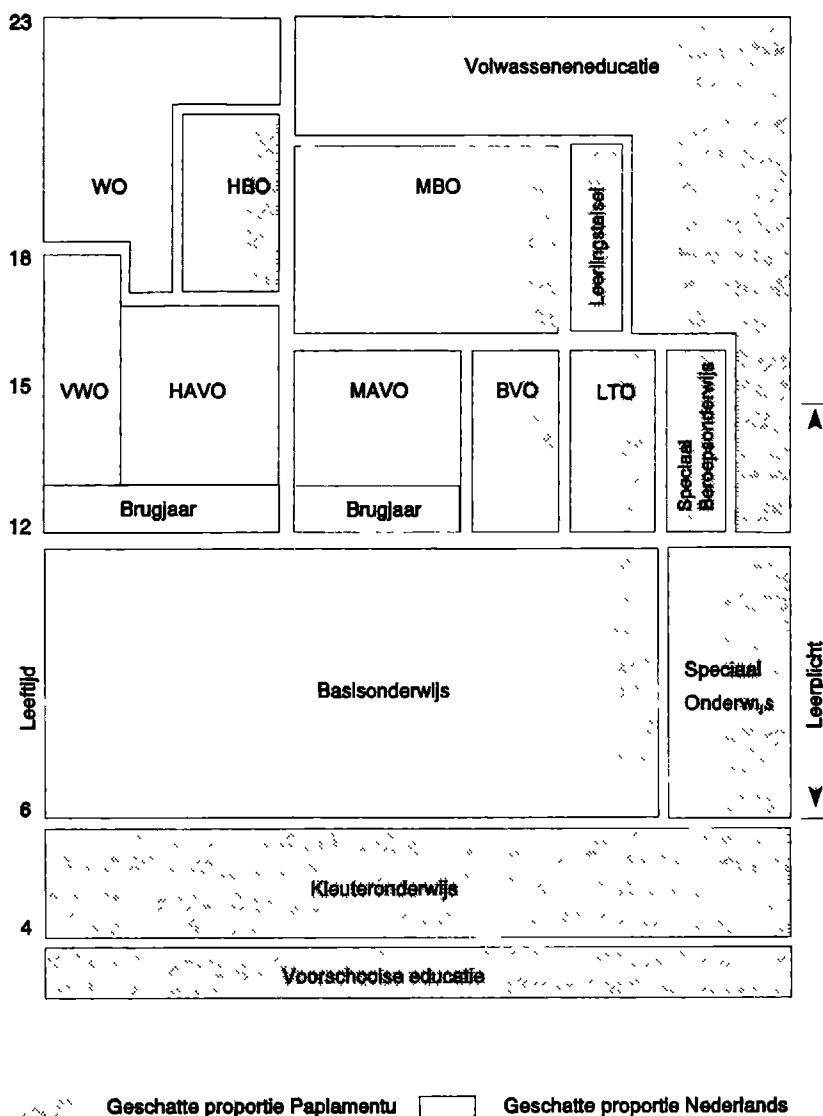 23
Volwasseneneducatie
WO
HBO
MBO
Leerlingstelsel
18
15
VWO
HAVO
MAVO
BVO
LTO
Speciaal
Beroepsonderwijs
Brugjaar
Brugjaar
12
Leeftijd
Basisonderwijs
Speciaal
Onderwijs
Leerplicht
6
Kleuteronderwijs
4
Voorschoolse educatie
Geschatte proportie Paplamentu
Geschatte proportie Nederlands